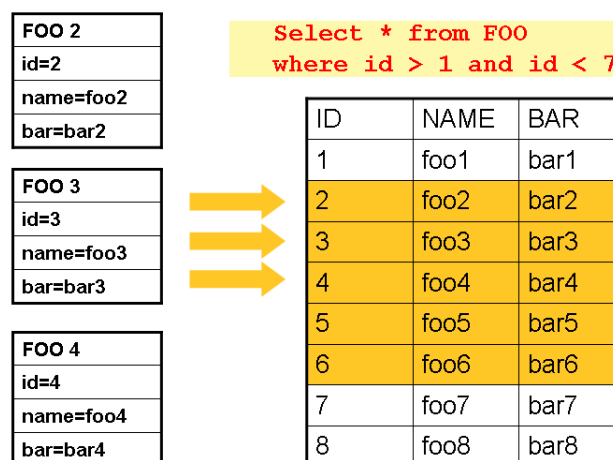 FOO 2
id=2
name=foo2
bar=bar2
FOO 3
id=3
name=foo3
bar=bar3
FOO 4
id=4
name=foo4
bar=bar4
Select * from FOO
where id > 1 and id < 7
ID NAME BAR
1 foo1 bar1
2 foo2 bar2
3 foo3 bar3
4 foo4 bar4
5 foo5 bar5
6 foo6 bar6
7 foo7 bar7
8 foo8 bar8